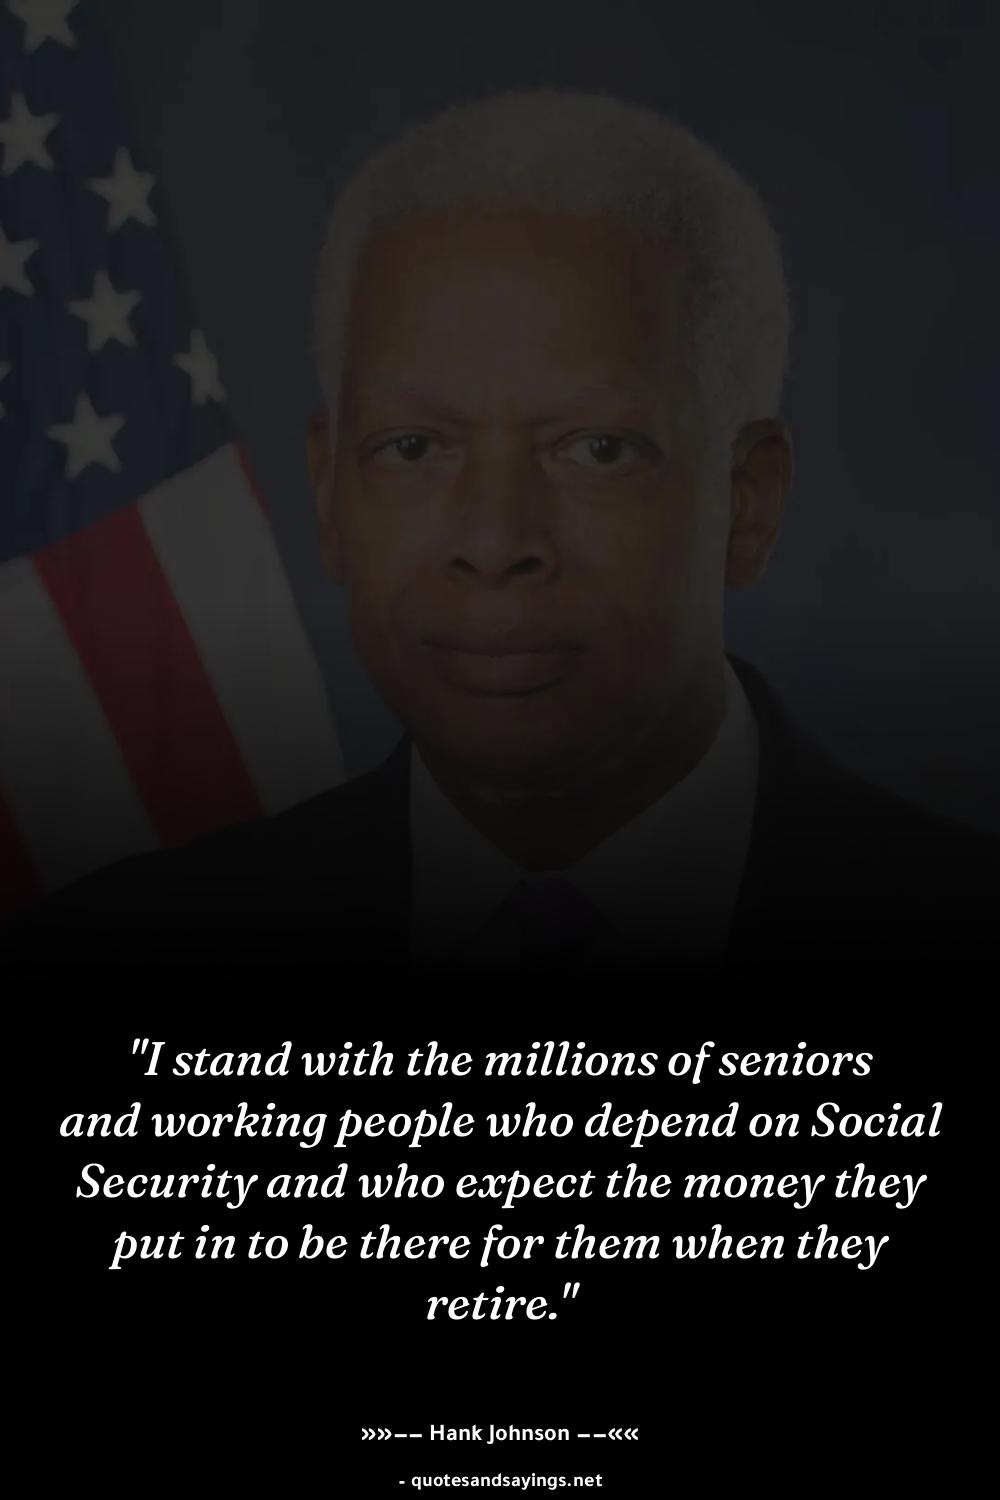 "I stand with the millions of seniors
and working people who depend on Social
Security and who expect the money they
put in to be there for them when they
retire."
»»—— Hank Johnson ——««
- quotesandsayings.net